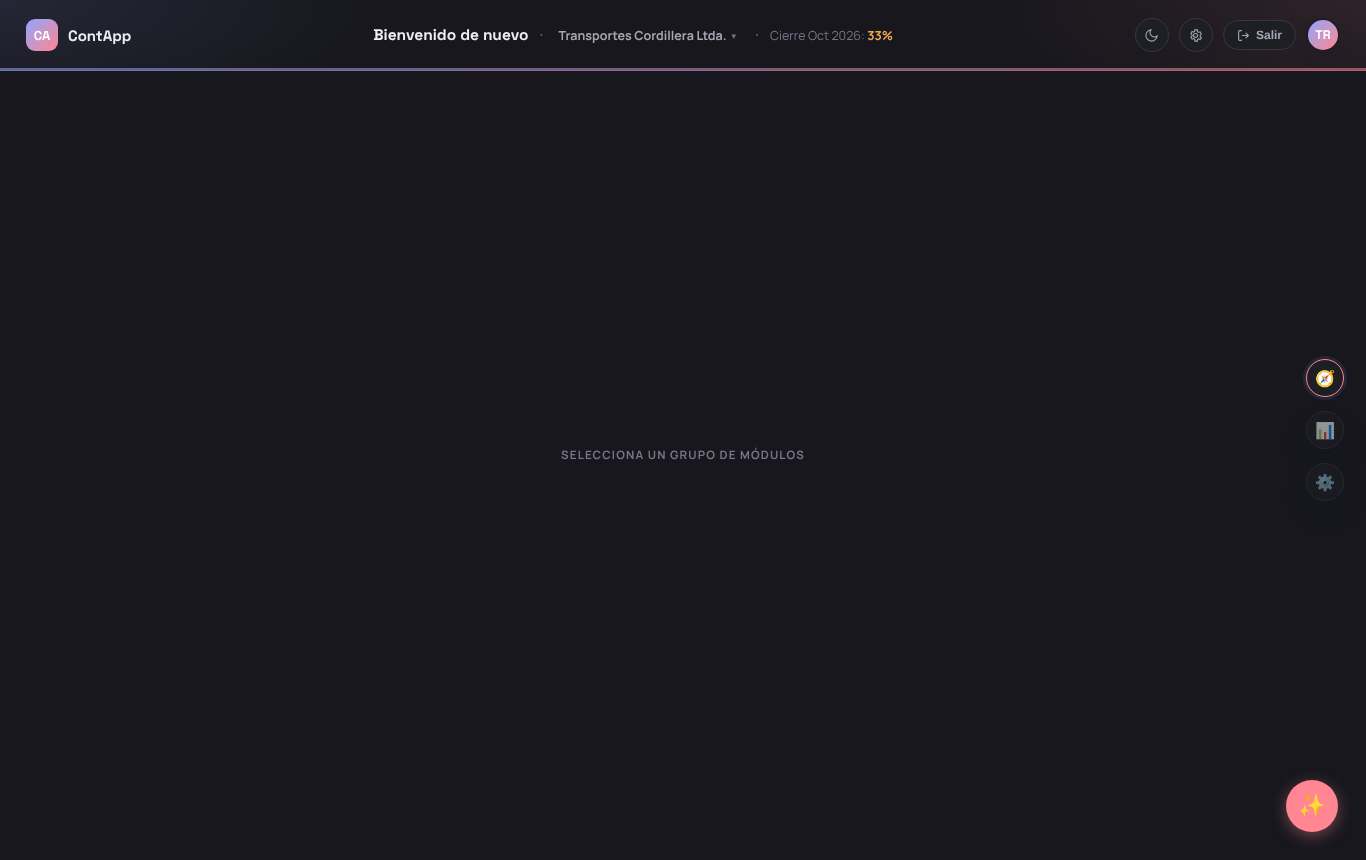 CA ContApp Bienvenido de nuevo · Transportes Cordillera Ltda. ▾ · Cierre Oct 2026: 33% Salir TR
SELECCIONA UN GRUPO DE MÓDULOS